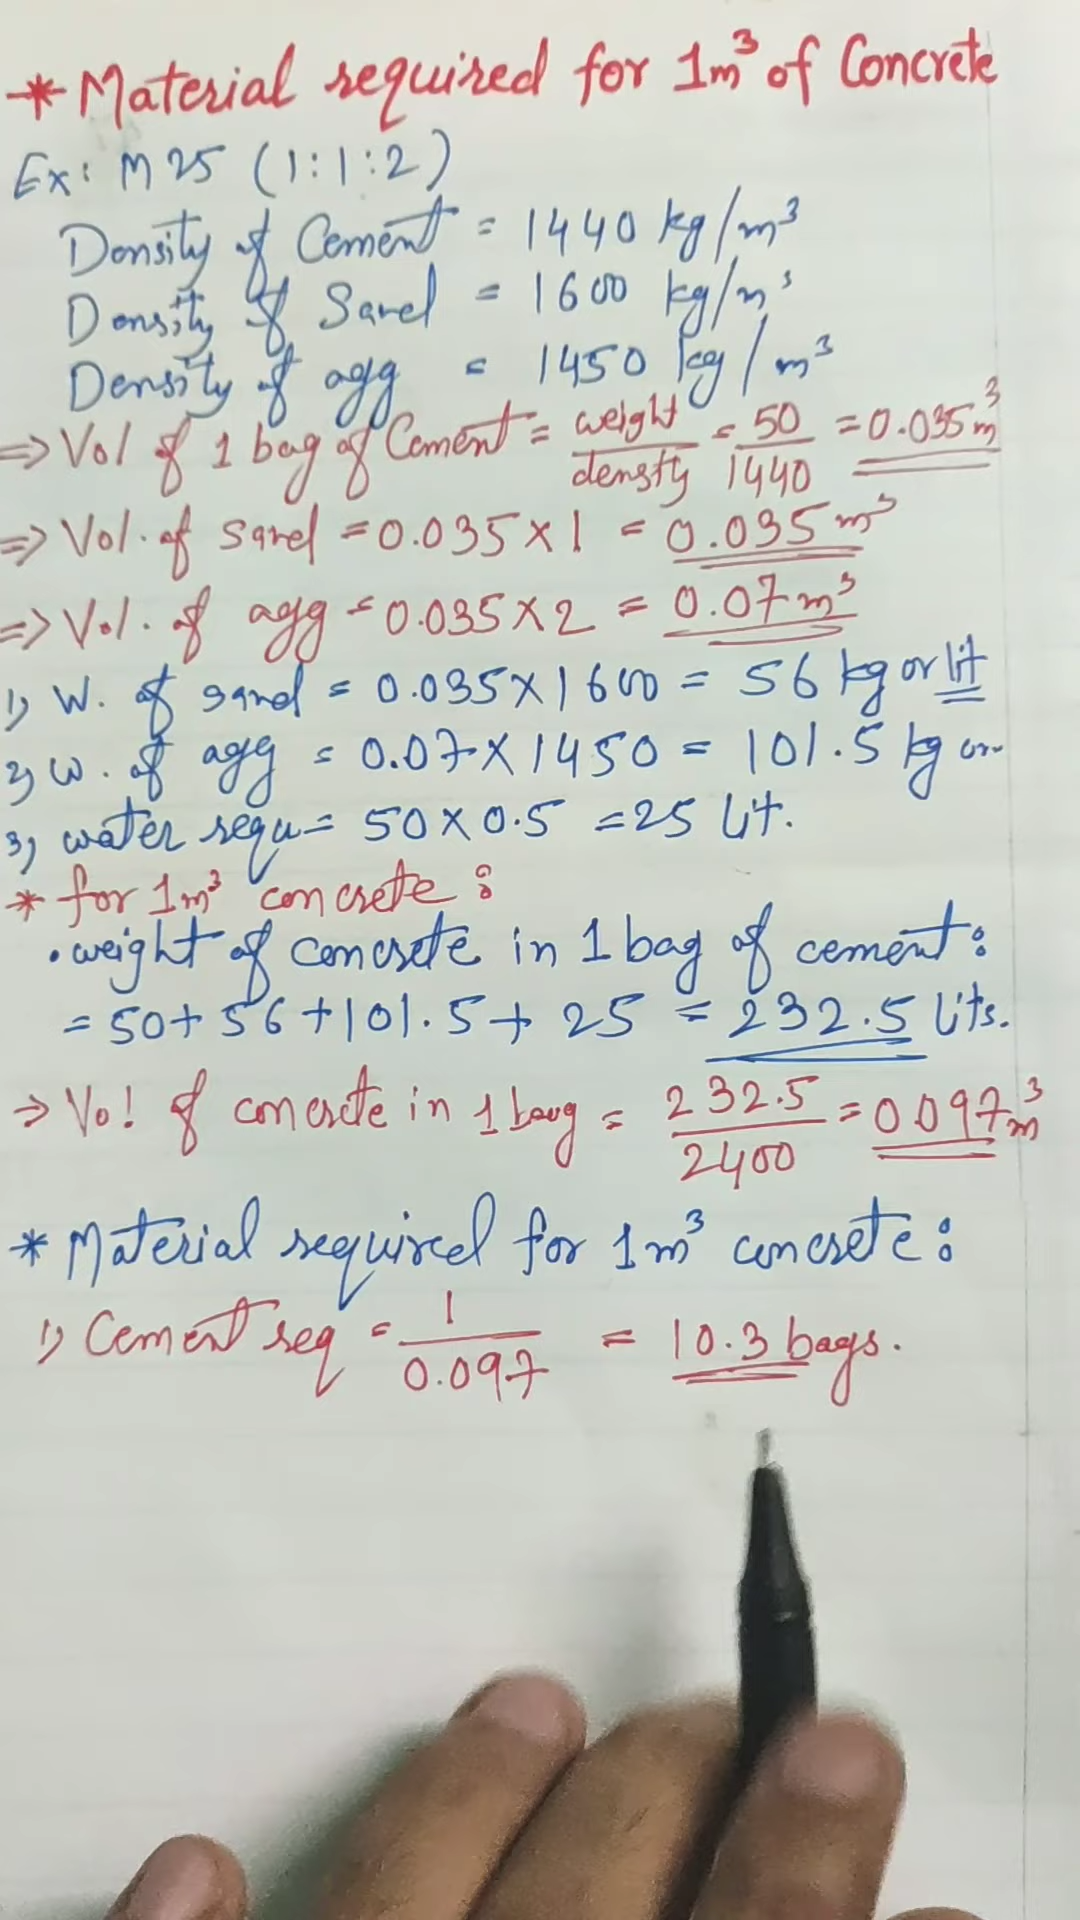 * Material required for 1m³ of Concrete
Ex: M25 (1:1:2)
Density of Cement = 1440 kg/m³
Density of Sand = 1600 kg/m³
Density of agg = 1450 kg/m³
=> Vol of 1 bag of Cement = weight/density = 50/1440 = 0.035 m³
=> Vol. of sand = 0.035 x 1 = 0.035 m³
=> Vol. of agg = 0.035 x 2 = 0.07 m³
1) W. of sand = 0.035 x 1600 = 56 kg or lit
2) W. of agg = 0.07 x 1450 = 101.5 kg or
3) water requ = 50 x 0.5 = 25 Lit.
* for 1m³ concrete :
• weight of concrete in 1 bag of cement :
= 50 + 56 + 101.5 + 25 = 232.5 Lits.
→ Vol of concrete in 1 bag = 232.5/2400 = 0.097 m³
* Material required for 1m³ concrete :
1) Cement req = 1/0.097 = 10.3 bags.